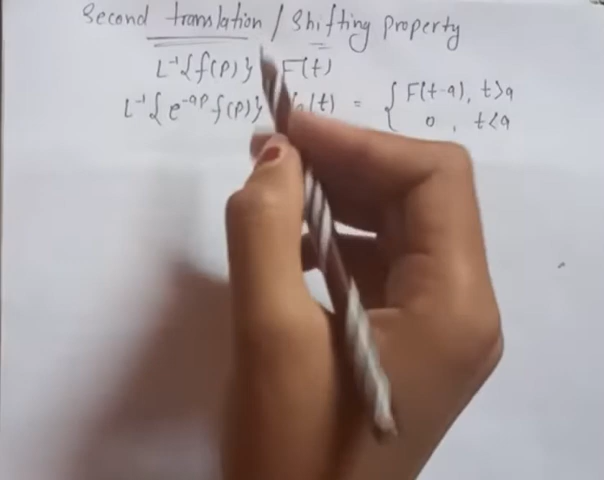 Second translation / Shifting property
L⁻¹{f(p)} F(t)
L⁻¹{e⁻ᵃᵖ f(p)} (t) = { F(t-a), t>a
0, t<a